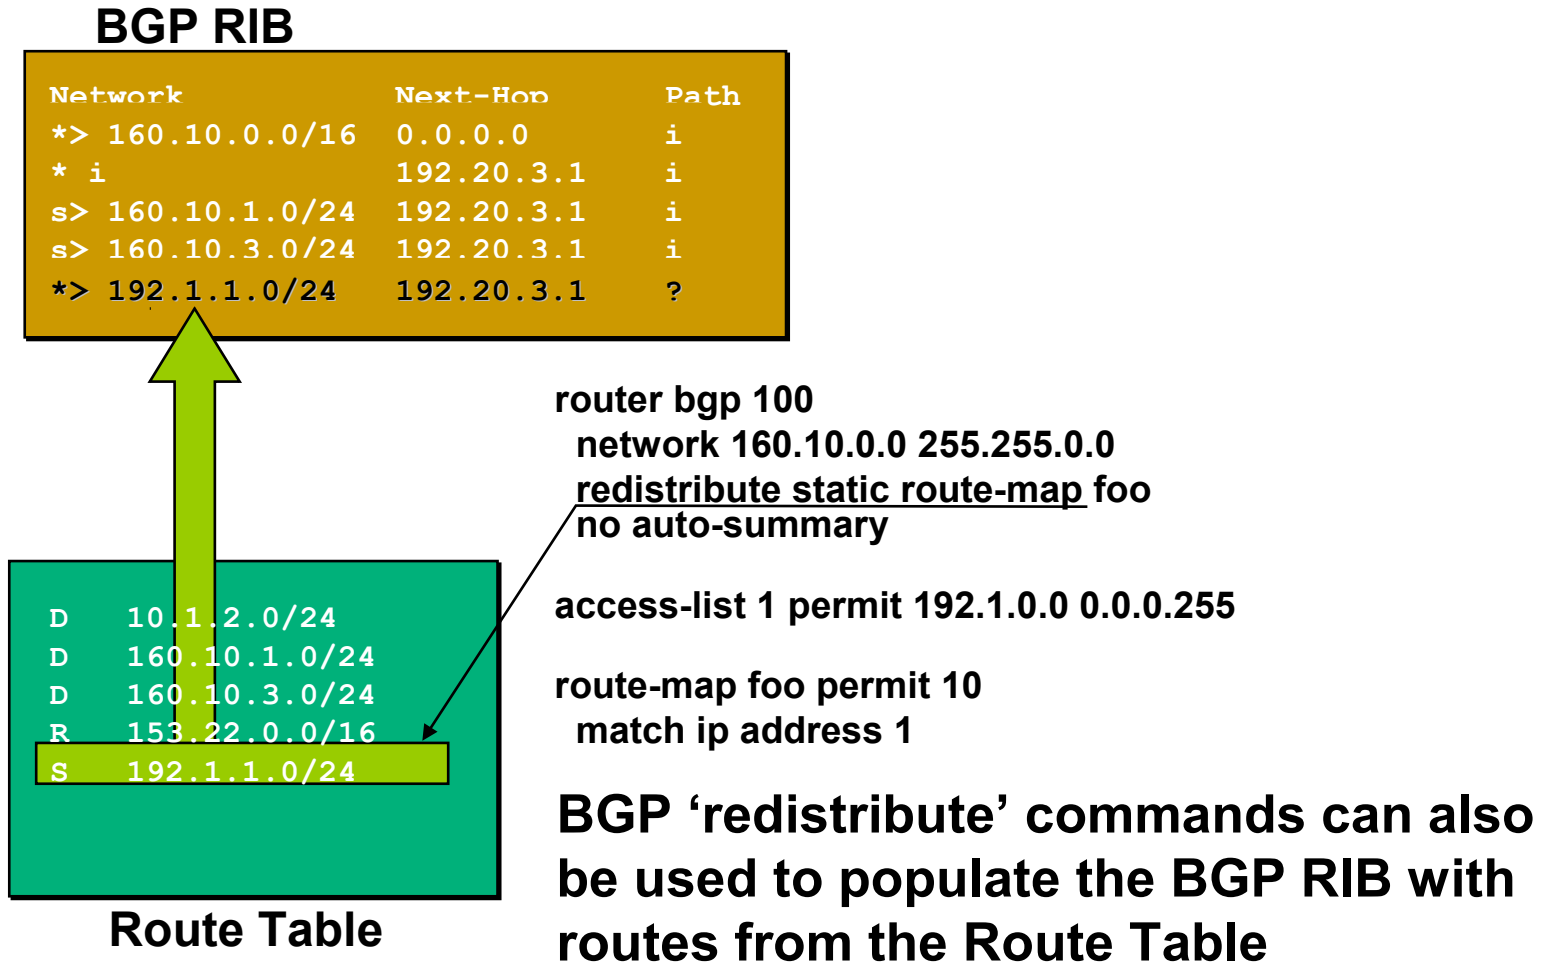 BGP RIB
Network Next-Hop Path
*> 160.10.0.0/16 0.0.0.0 i
* i 192.20.3.1 i
s> 160.10.1.0/24 192.20.3.1 i
s> 160.10.3.0/24 192.20.3.1 i
*> 192.1.1.0/24 192.20.3.1 ?
router bgp 100
network 160.10.0.0 255.255.0.0
redistribute static route-map foo
no auto-summary
access-list 1 permit 192.1.0.0 0.0.0.255
route-map foo permit 10
match ip address 1
D 10.1.2.0/24
D 160.10.1.0/24
D 160.10.3.0/24
R 153.22.0.0/16
S 192.1.1.0/24
Route Table
BGP ‘redistribute’ commands can also
be used to populate the BGP RIB with
routes from the Route Table